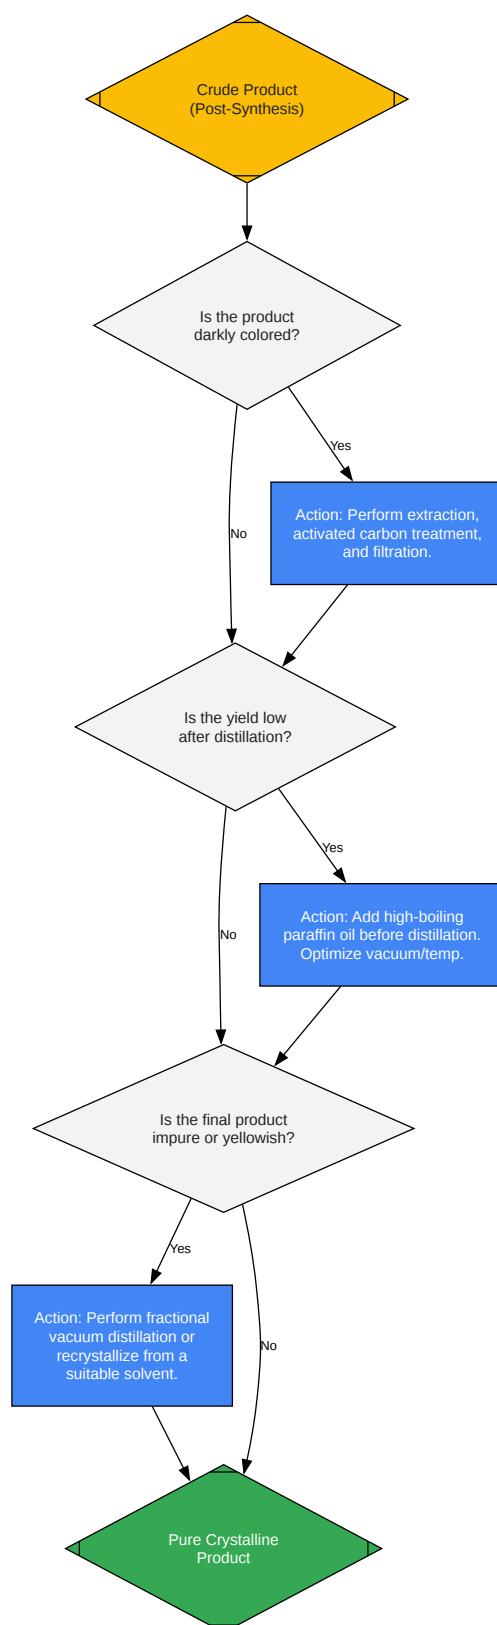 Crude Product
(Post-Synthesis)
Is the product
darkly colored?
Yes
Action: Perform extraction,
activated carbon treatment,
and filtration.
No
Is the yield low
after distillation?
Yes
Action: Add high-boiling
paraffin oil before distillation.
Optimize vacuum/temp.
No
Is the final product
impure or yellowish?
Yes
Action: Perform fractional
vacuum distillation or
recrystallize from a
suitable solvent.
No
Pure Crystalline
Product